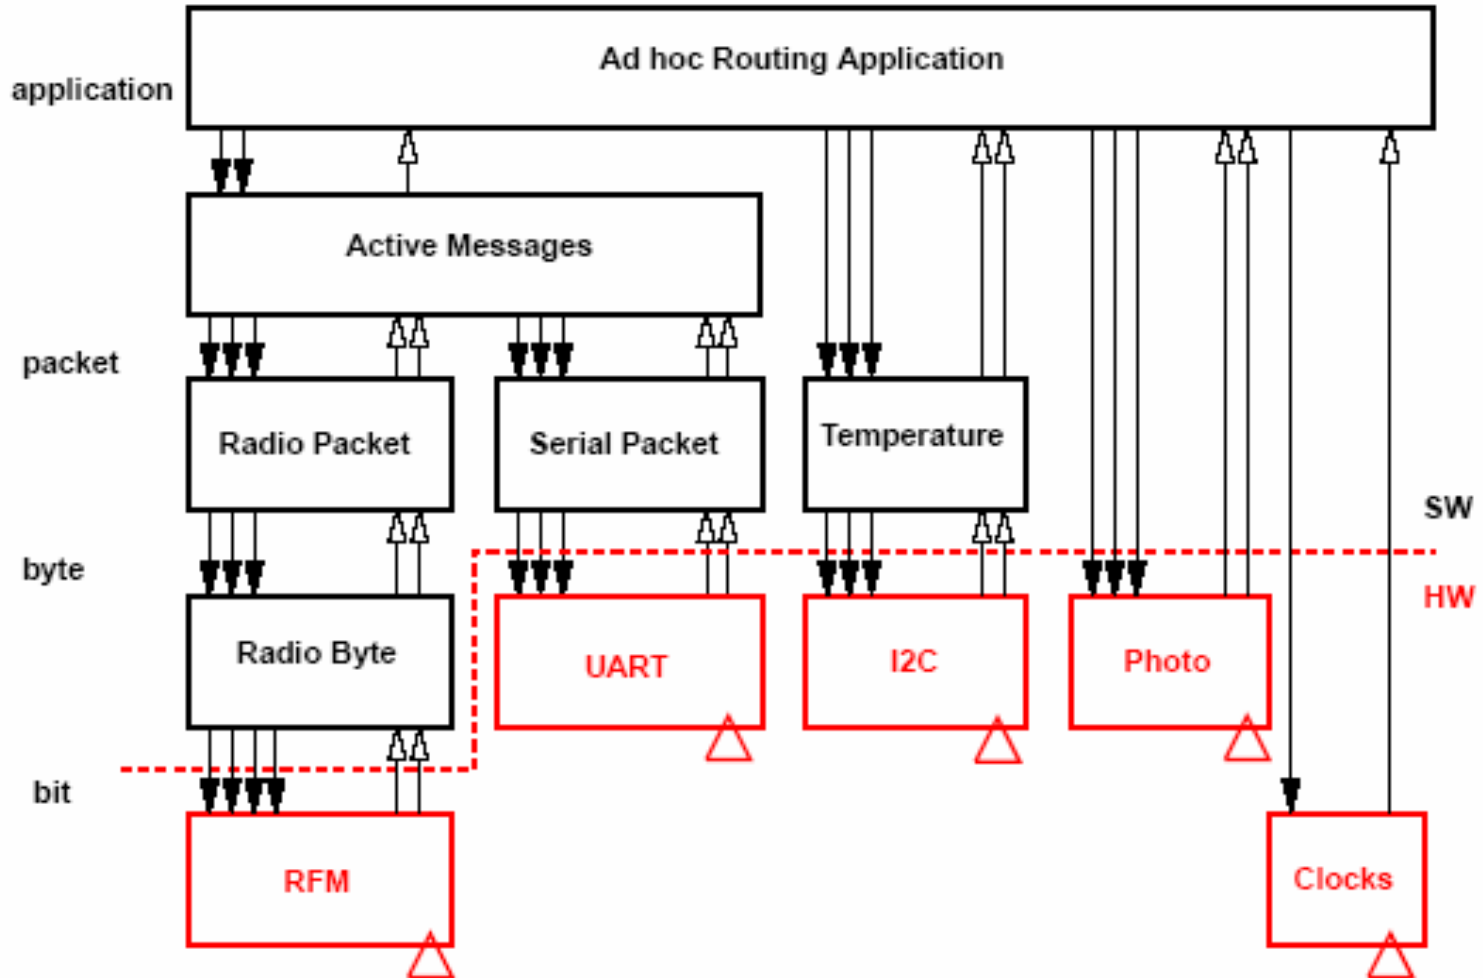 Ad hoc Routing Application
application
Active Messages
packet
Radio Packet
Serial Packet
Temperature
SW
byte
HW
Radio Byte
UART
I2C
Photo
bit
RFM
Clocks